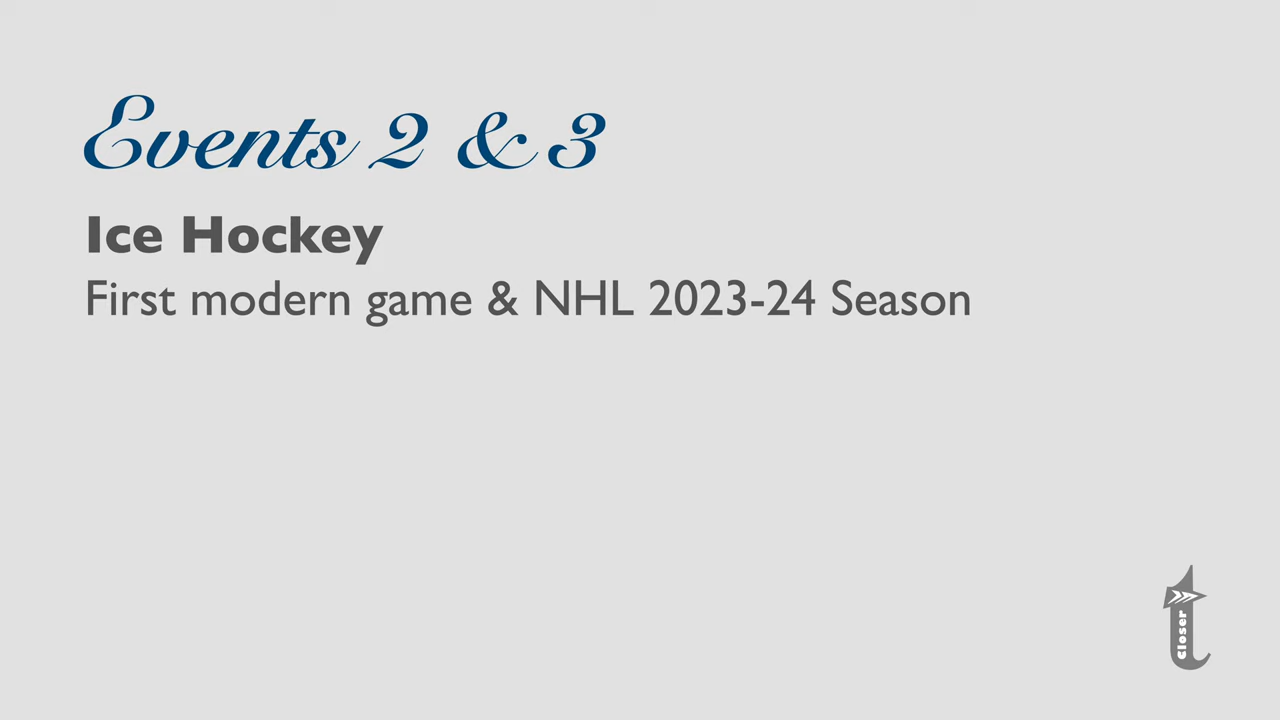 Events 2 & 3
Ice Hockey
First modern game & NHL 2023-24 Season
t
Closer